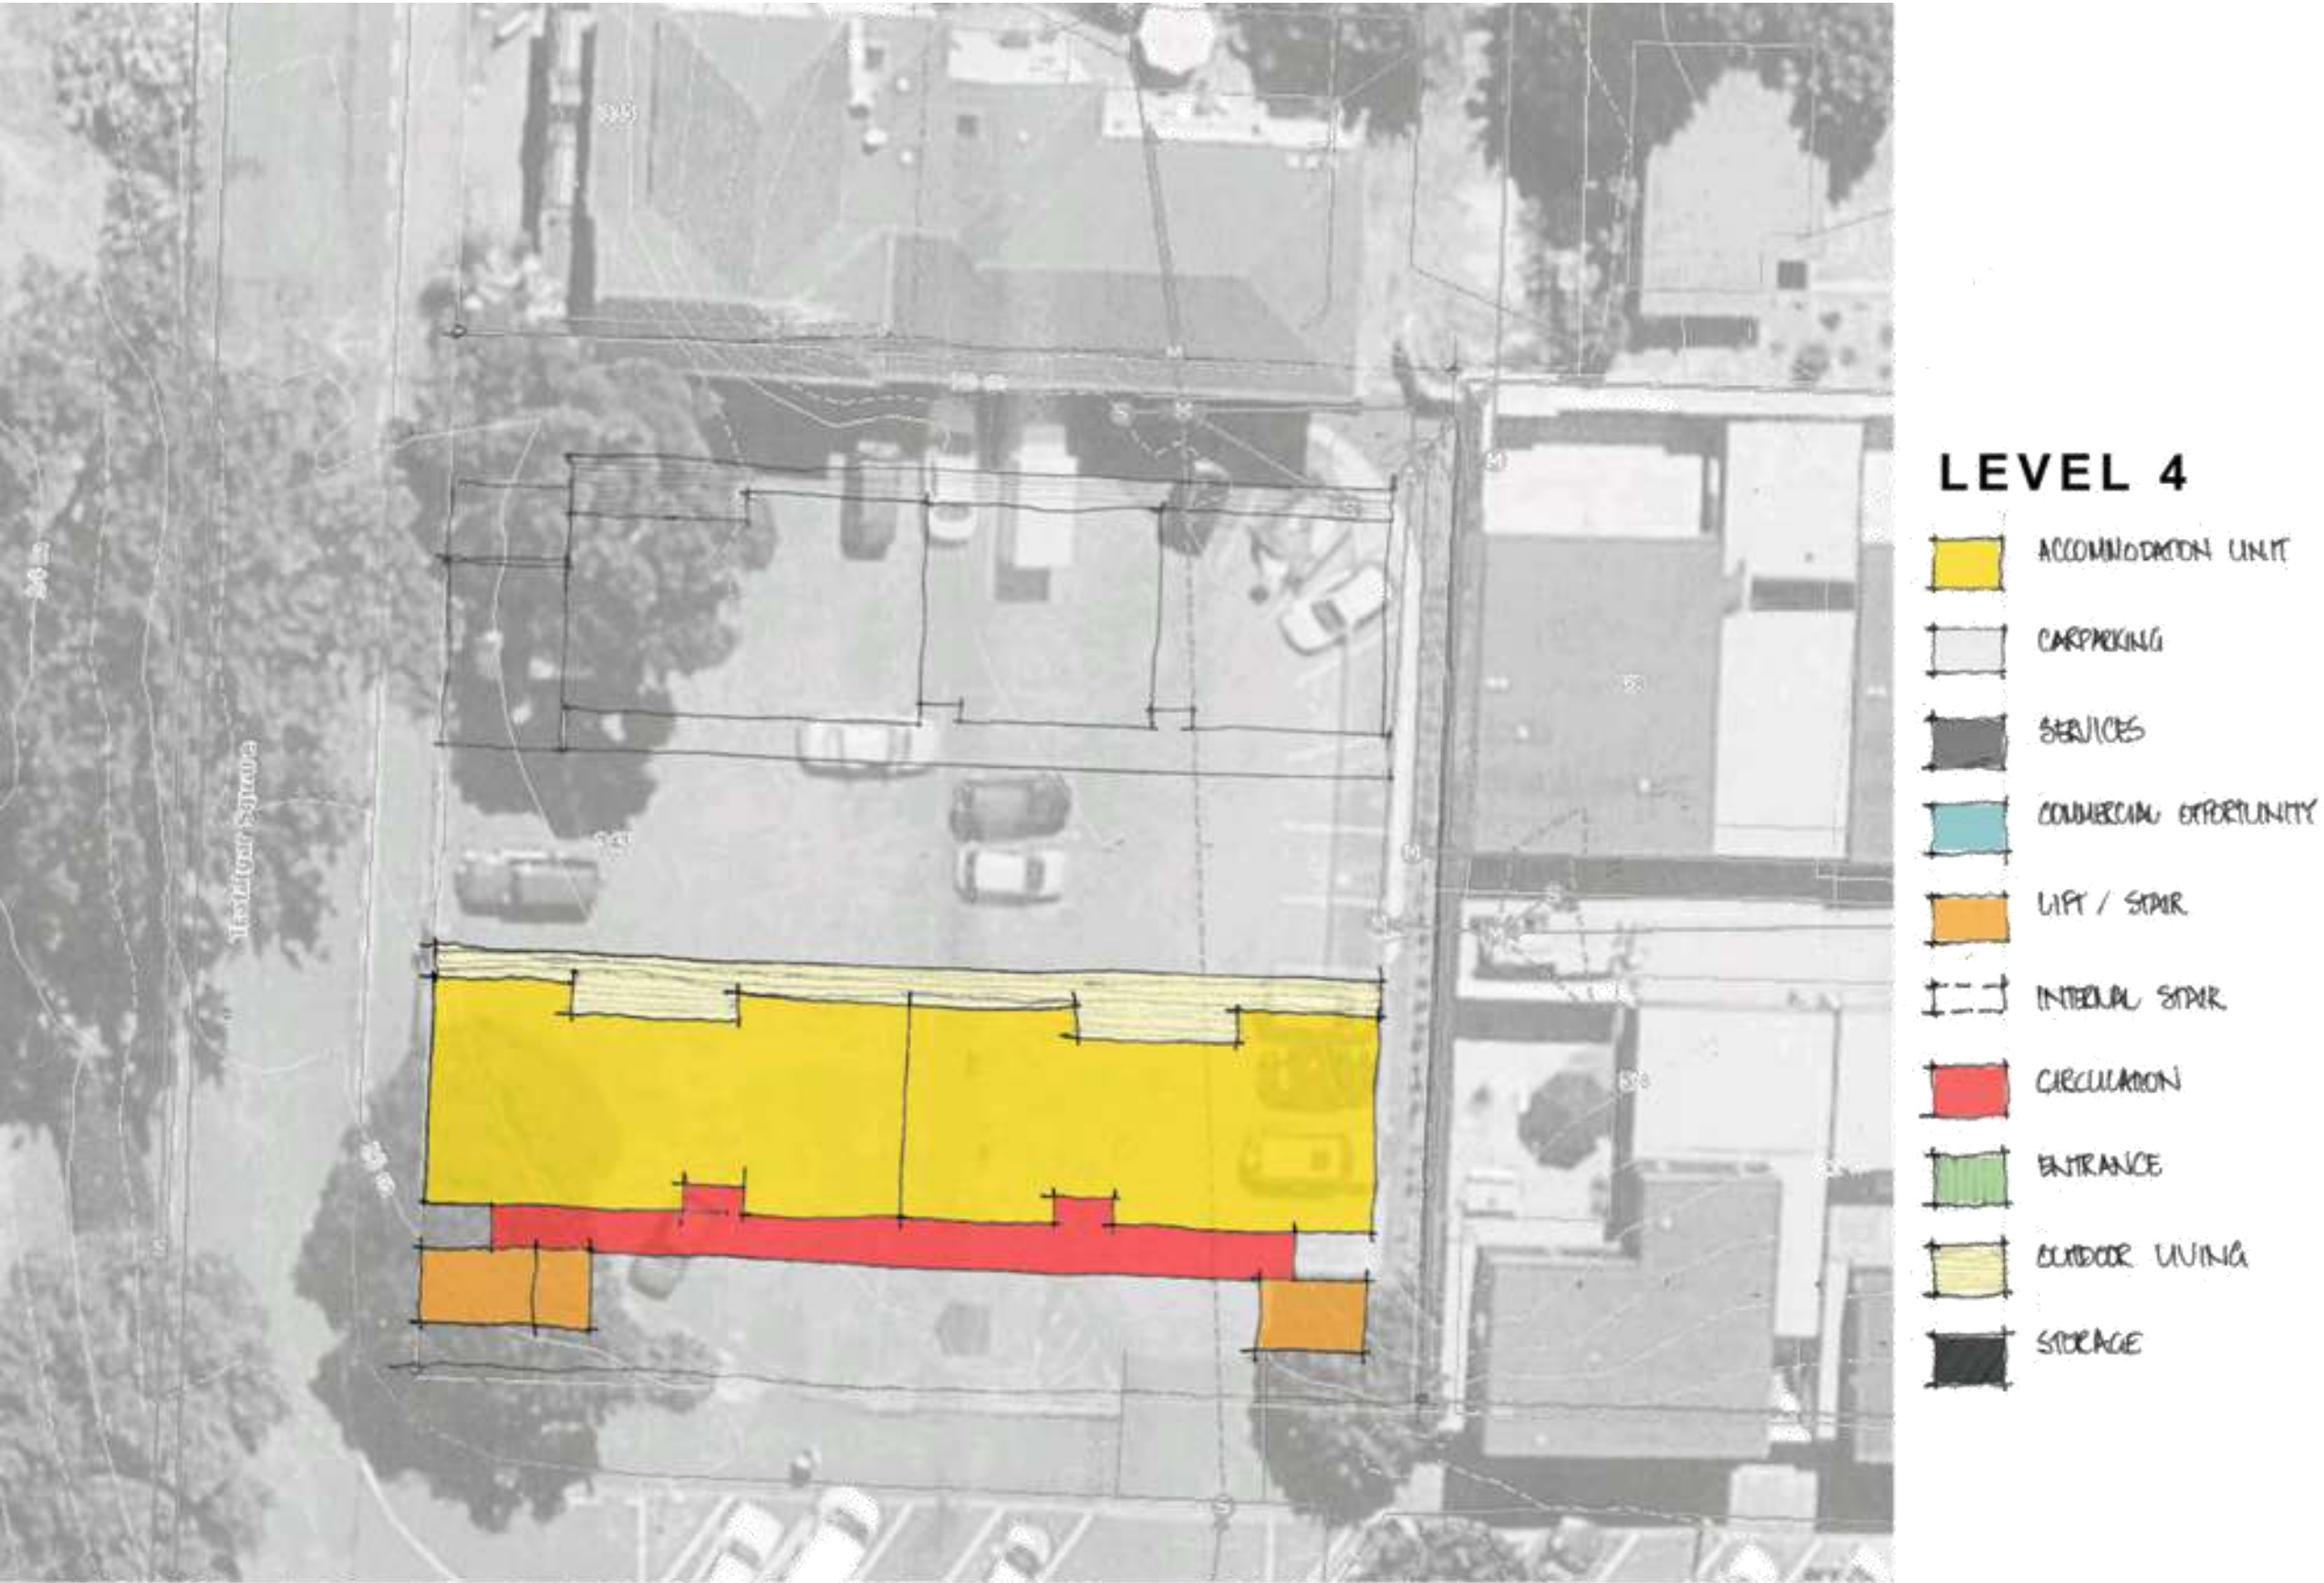 LEVEL 4
ACCOMMODATION UNIT
CARPARKING
SERVICES
COMMERCIAL OPPORTUNITY
LIFT / STAIR
INTERNAL STAIR
CIRCULATION
ENTRANCE
OUTDOOR LIVING
STORAGE